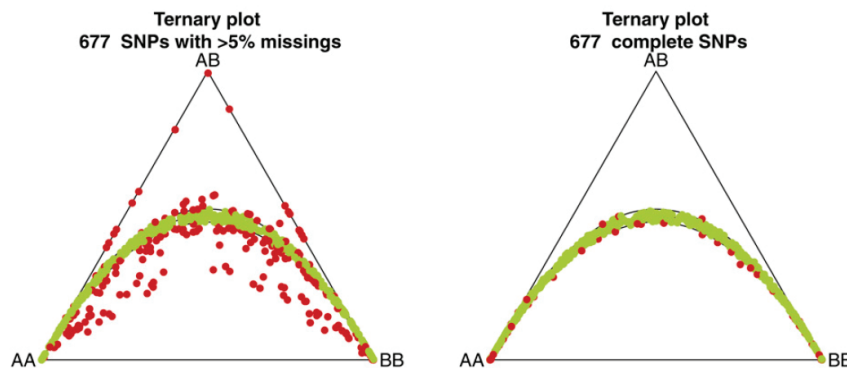 Ternary plot
677 SNPs with >5% missings
AB
AA
BB
Ternary plot
677 complete SNPs
AB
AA
BB